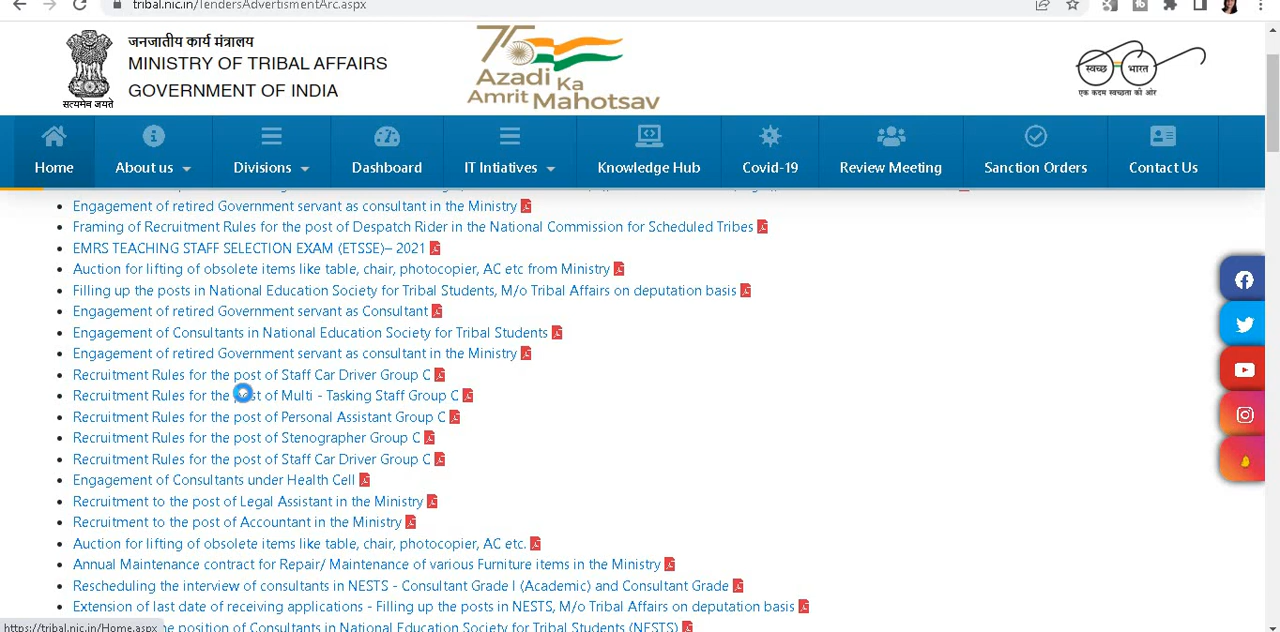 tribal.nic.in/TendersAdvertismentArc.aspx
जनजातीय कार्य मंत्रालय
MINISTRY OF TRIBAL AFFAIRS
GOVERNMENT OF INDIA
सत्यमेव जयते
75
Azadi Ka
Amrit Mahotsav
स्वच्छ भारत
एक कदम स्वच्छता की ओर
Home
About us
Divisions
Dashboard
IT Intiatives
Knowledge Hub
Covid-19
Review Meeting
Sanction Orders
Contact Us
Engagement of retired Government servant as consultant in the Ministry
Framing of Recruitment Rules for the post of Despatch Rider in the National Commission for Scheduled Tribes
EMRS TEACHING STAFF SELECTION EXAM (ETSSE)– 2021
Auction for lifting of obsolete items like table, chair, photocopier, AC etc from Ministry
Filling up the posts in National Education Society for Tribal Students, M/o Tribal Affairs on deputation basis
Engagement of retired Government servant as Consultant
Engagement of Consultants in National Education Society for Tribal Students
Engagement of retired Government servant as consultant in the Ministry
Recruitment Rules for the post of Staff Car Driver Group C
Recruitment Rules for the post of Multi - Tasking Staff Group C
Recruitment Rules for the post of Personal Assistant Group C
Recruitment Rules for the post of Stenographer Group C
Recruitment Rules for the post of Staff Car Driver Group C
Engagement of Consultants under Health Cell
Recruitment to the post of Legal Assistant in the Ministry
Recruitment to the post of Accountant in the Ministry
Auction for lifting of obsolete items like table, chair, photocopier, AC etc.
Annual Maintenance contract for Repair/ Maintenance of various Furniture items in the Ministry
Rescheduling the interview of consultants in NESTS - Consultant Grade I (Academic) and Consultant Grade
Extension of last date of receiving applications - Filling up the posts in NESTS, M/o Tribal Affairs on deputation basis
he position of Consultants in National Education Society for Tribal Students (NESTS)
https://tribal.nic.in/Home.aspx